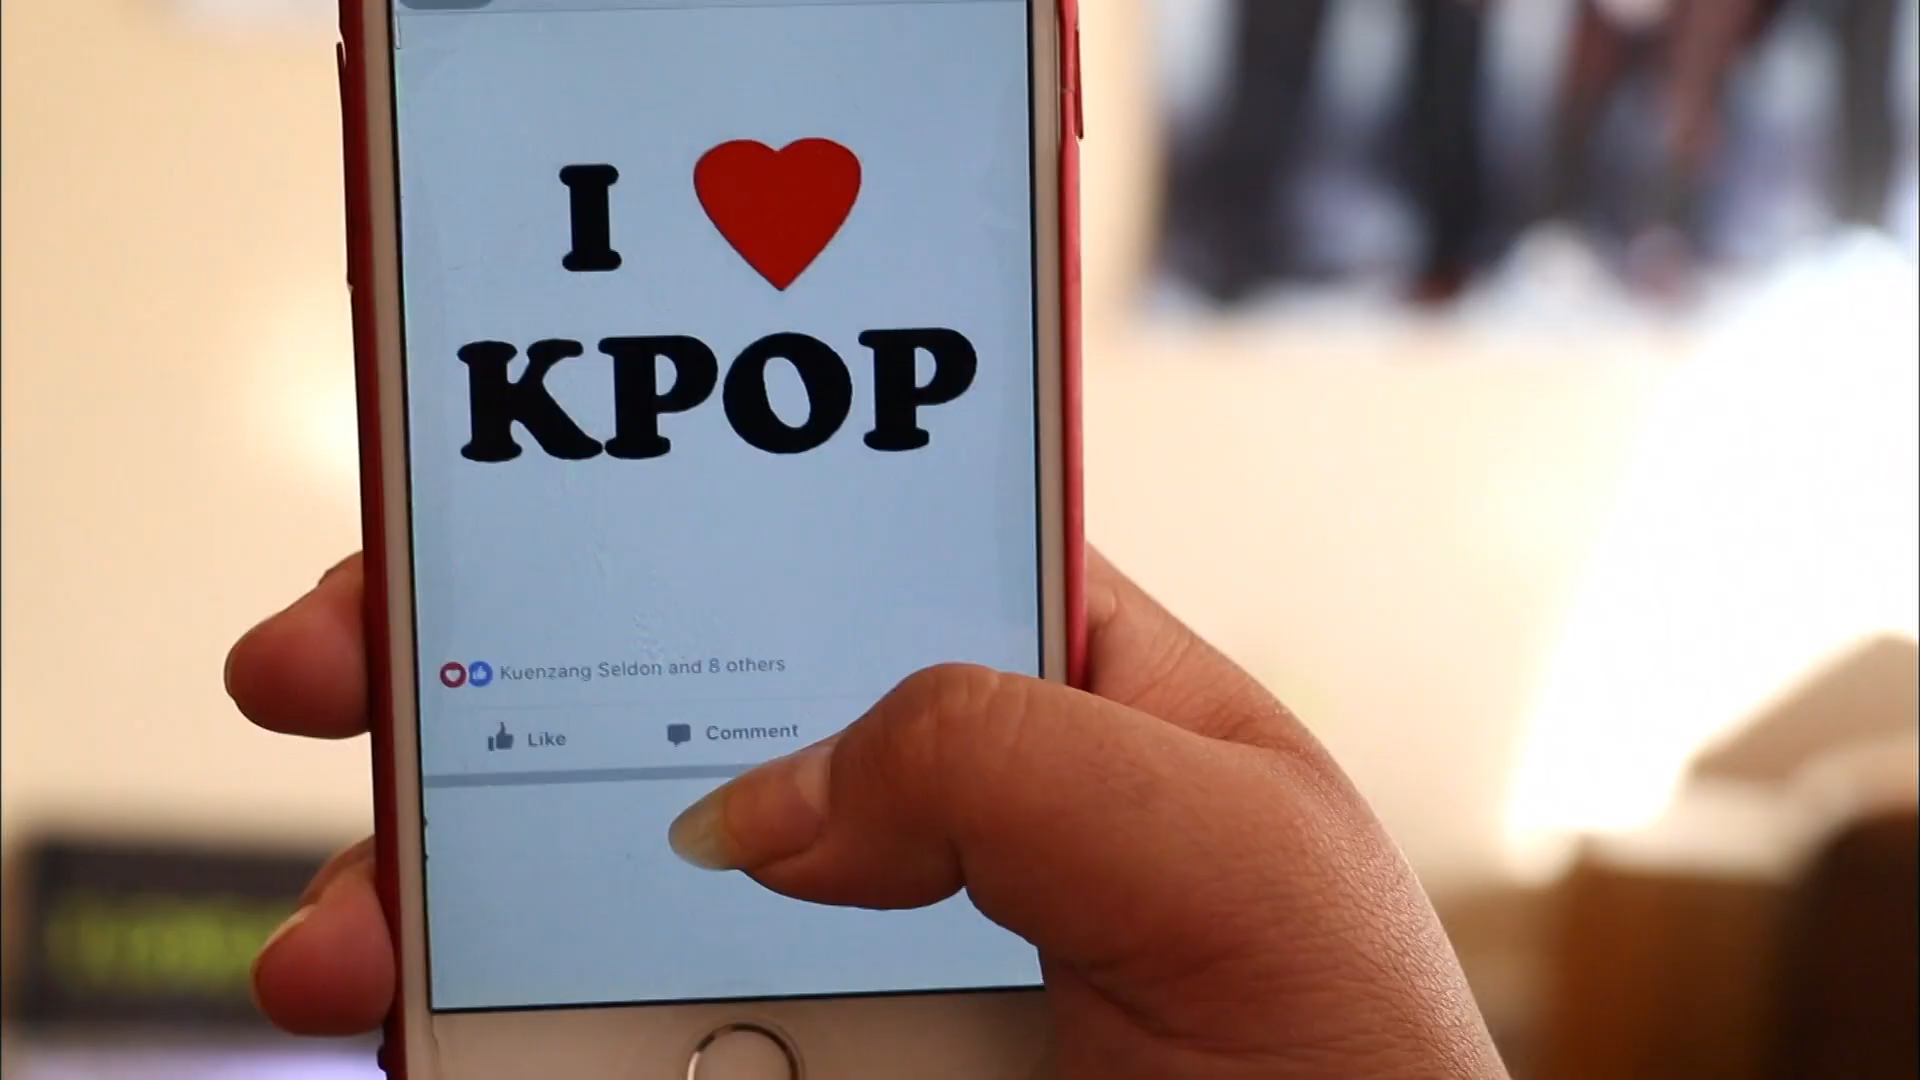 I
KPOP
Kuenzang Seldon and 8 others
Like
Comment